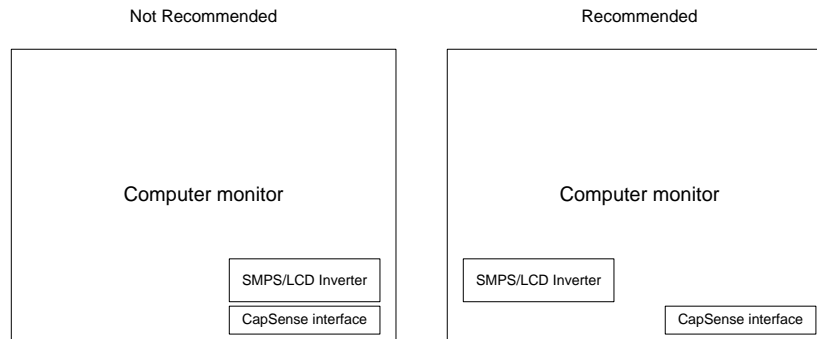 Not Recommended
Recommended
Computer monitor
Computer monitor
SMPS/LCD Inverter
SMPS/LCD Inverter
CapSense interface
CapSense interface